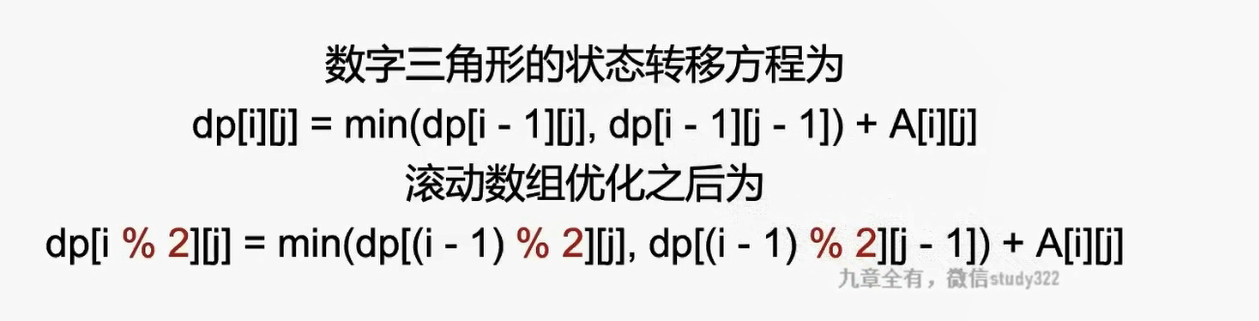 数字三角形的状态转移方程为
dp[i][j] = min(dp[i - 1][j], dp[i - 1][j - 1]) + A[i][j]
滚动数组优化之后为
dp[i % 2][j] = min(dp[(i - 1) % 2][j], dp[(i - 1) % 2][j - 1]) + A[i][j]
九章全有，微信study322